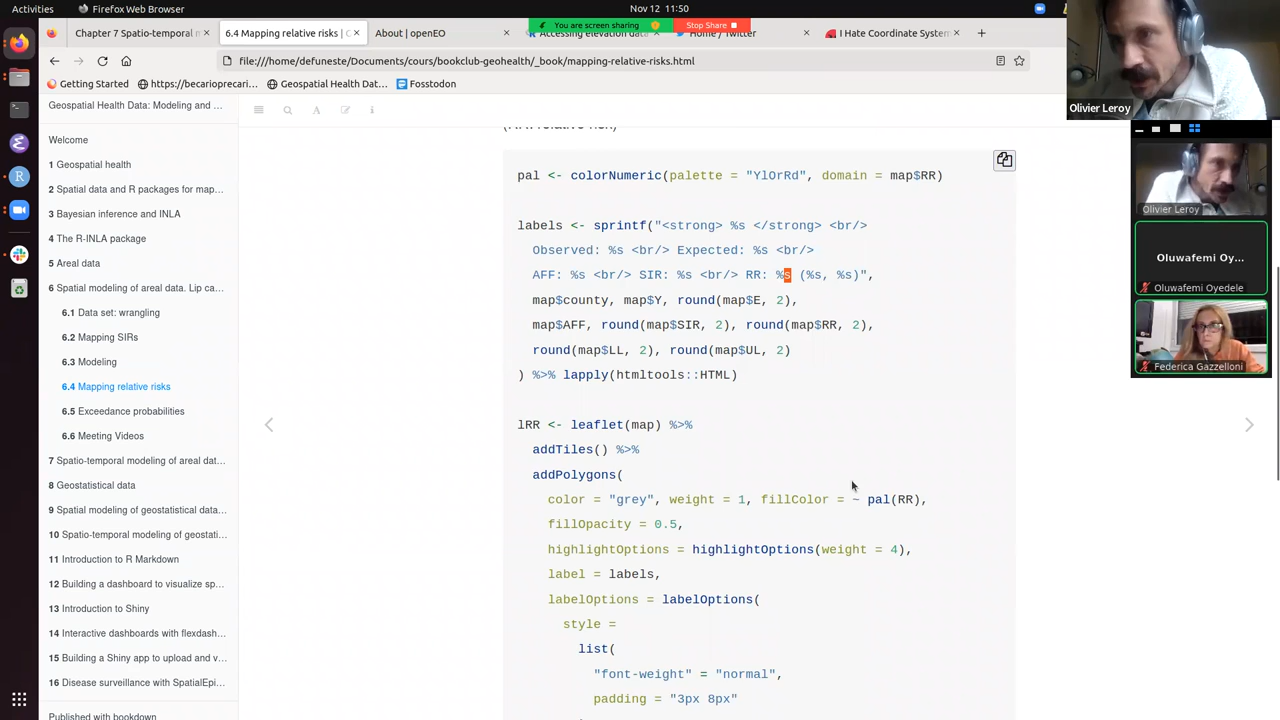 Activities
Firefox Web Browser
Nov 12 11:50
You are screen sharing
Stop Share
Chapter 7 Spatio-temporal m
6.4 Mapping relative risks | G
About | openEO
Accessing elevation data
Home / Twitter
I Hate Coordinate System
file:///home/defuneste/Documents/cours/bookclub-geohealth/_book/mapping-relative-risks.html
Getting Started
https://becarioprecari…
Geospatial Health Dat…
Fosstodon
Olivier Leroy
Olivier Leroy
Oluwafemi Oy...
Oluwafemi Oyedele
Federica Gazzelloni
Geospatial Health Data: Modeling and …
Welcome
1 Geospatial health
2 Spatial data and R packages for map…
3 Bayesian inference and INLA
4 The R-INLA package
5 Areal data
6 Spatial modeling of areal data. Lip ca…
6.1 Data set: wrangling
6.2 Mapping SIRs
6.3 Modeling
6.4 Mapping relative risks
6.5 Exceedance probabilities
6.6 Meeting Videos
7 Spatio-temporal modeling of areal dat…
8 Geostatistical data
9 Spatial modeling of geostatistical data…
10 Spatio-temporal modeling of geostati…
11 Introduction to R Markdown
12 Building a dashboard to visualize sp…
13 Introduction to Shiny
14 Interactive dashboards with flexdash…
15 Building a Shiny app to upload and v…
16 Disease surveillance with SpatialEpi…
Published with bookdown
pal <- colorNumeric(palette = "YlOrRd", domain = map$RR)
labels <- sprintf("<strong> %s </strong> <br/>
Observed: %s <br/> Expected: %s <br/>
AFF: %s <br/> SIR: %s <br/> RR: %s (%s, %s)",
map$county, map$Y, round(map$E, 2),
map$AFF, round(map$SIR, 2), round(map$RR, 2),
round(map$LL, 2), round(map$UL, 2)
) %>% lapply(htmltools::HTML)
lRR <- leaflet(map) %>%
addTiles() %>%
addPolygons(
color = "grey", weight = 1, fillColor = ~ pal(RR),
fillOpacity = 0.5,
highlightOptions = highlightOptions(weight = 4),
label = labels,
labelOptions = labelOptions(
style =
list(
"font-weight" = "normal",
padding = "3px 8px"